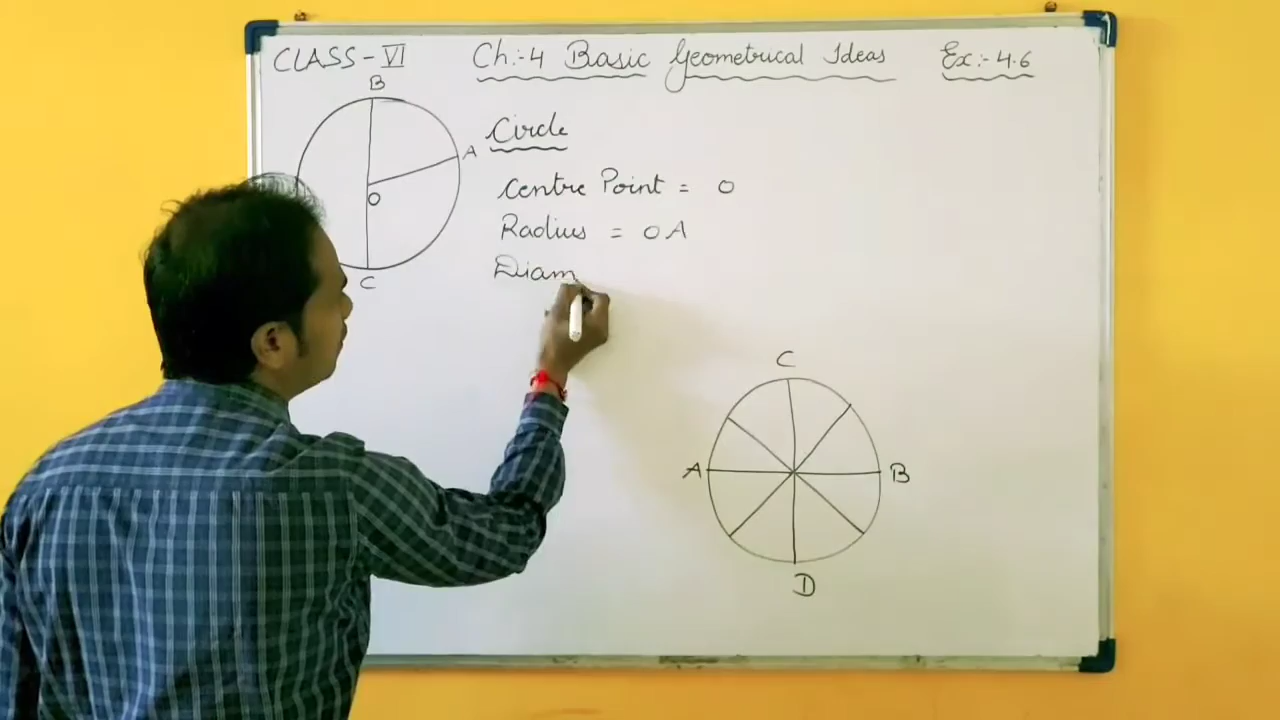 CLASS-VI Ch:-4 Basic Geometrical Ideas Ex:- 4.6
B
A
O
C
Circle
Centre Point = O
Radius = OA
Diam
C
A B
D